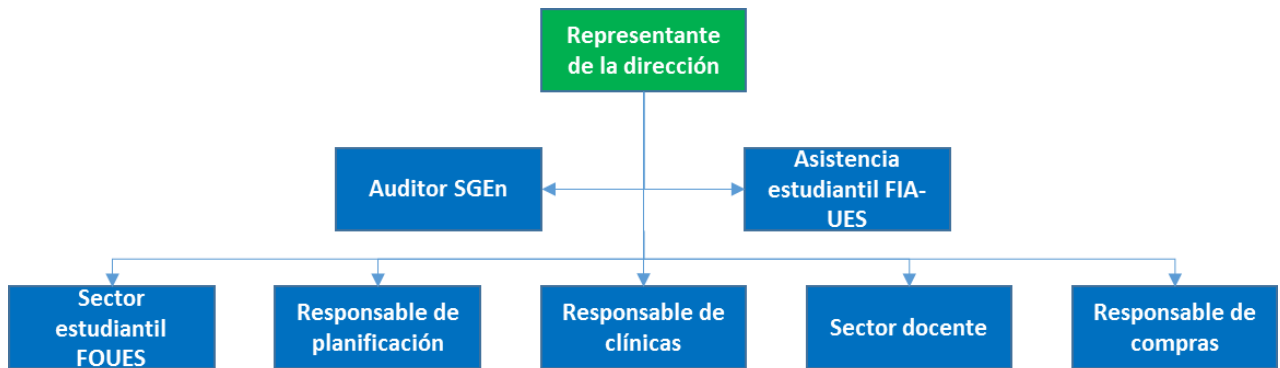 Representante
de la dirección
Auditor SGEn
Asistencia
estudiantil FIA-
UES
Sector
estudiantil
FOUES
Responsable de
planificación
Responsable de
clínicas
Sector docente
Responsable de
compras